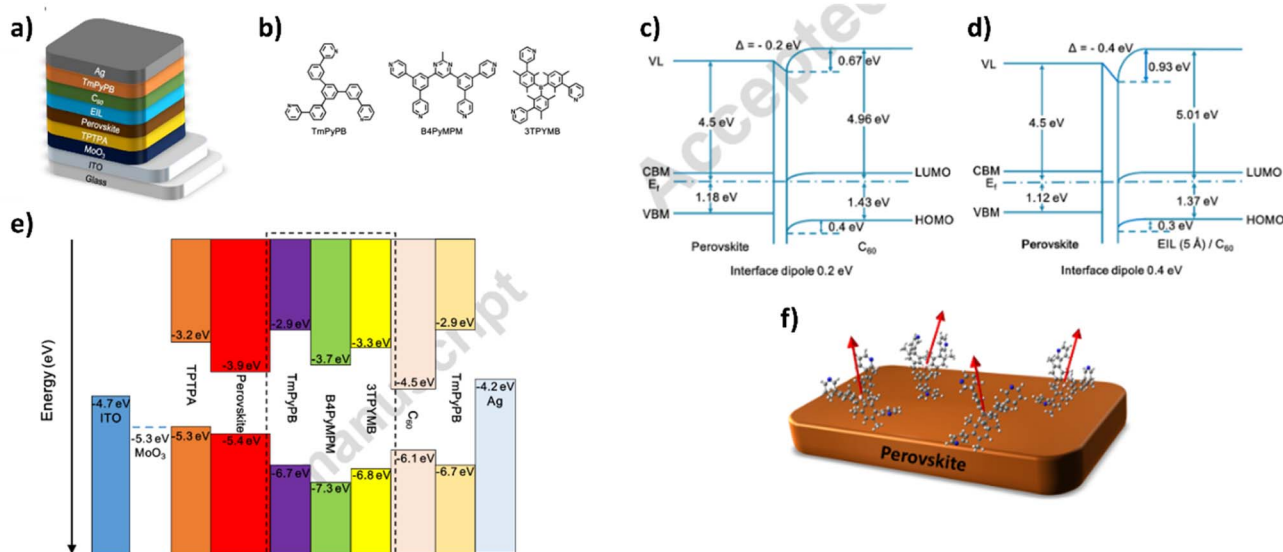 a)
Ag
TmPyPB
C60
EIL
Perovskite
TPTPA
MoO3
ITO
Glass
b)
N
TmPyPB
B4PyMPM
3TPYMB
c)
Δ = - 0.2 eV
VL
0.67 eV
4.5 eV
4.96 eV
CBM
LUMO
Ef
1.18 eV
1.43 eV
VBM
HOMO
0.4 eV
Perovskite
C60
Interface dipole 0.2 eV
d)
Δ = - 0.4 eV
VL
0.93 eV
4.5 eV
5.01 eV
CBM
LUMO
Ef
1.12 eV
1.37 eV
VBM
HOMO
0.3 eV
Perovskite
EIL (5 Å) / C60
Interface dipole 0.4 eV
e)
Energy (eV)
-4.7 eV
ITO
-5.3 eV
MoO3
-3.2 eV
TPTPA
-5.3 eV
-3.9 eV
Perovskite
-5.4 eV
-2.9 eV
TmPyPB
-6.7 eV
-3.7 eV
B4PyMPM
-7.3 eV
-3.3 eV
3TPYMB
-6.8 eV
-4.5 eV
C60
-6.1 eV
-2.9 eV
TmPyPB
-6.7 eV
-4.2 eV
Ag
f)
Perovskite
Accepted
manuscript